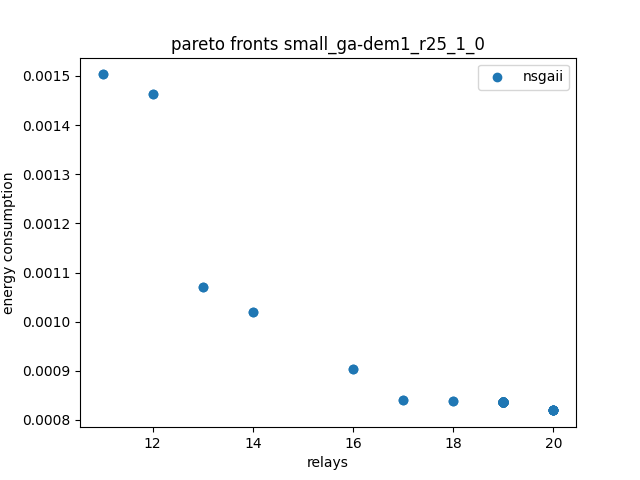 pareto fronts small_ga-dem1_r25_1_0
nsgaii
0.0015
0.0014
0.0013
0.0012
0.0011
0.0010
0.0009
0.0008
energy consumption
12 14 16 18 20
relays